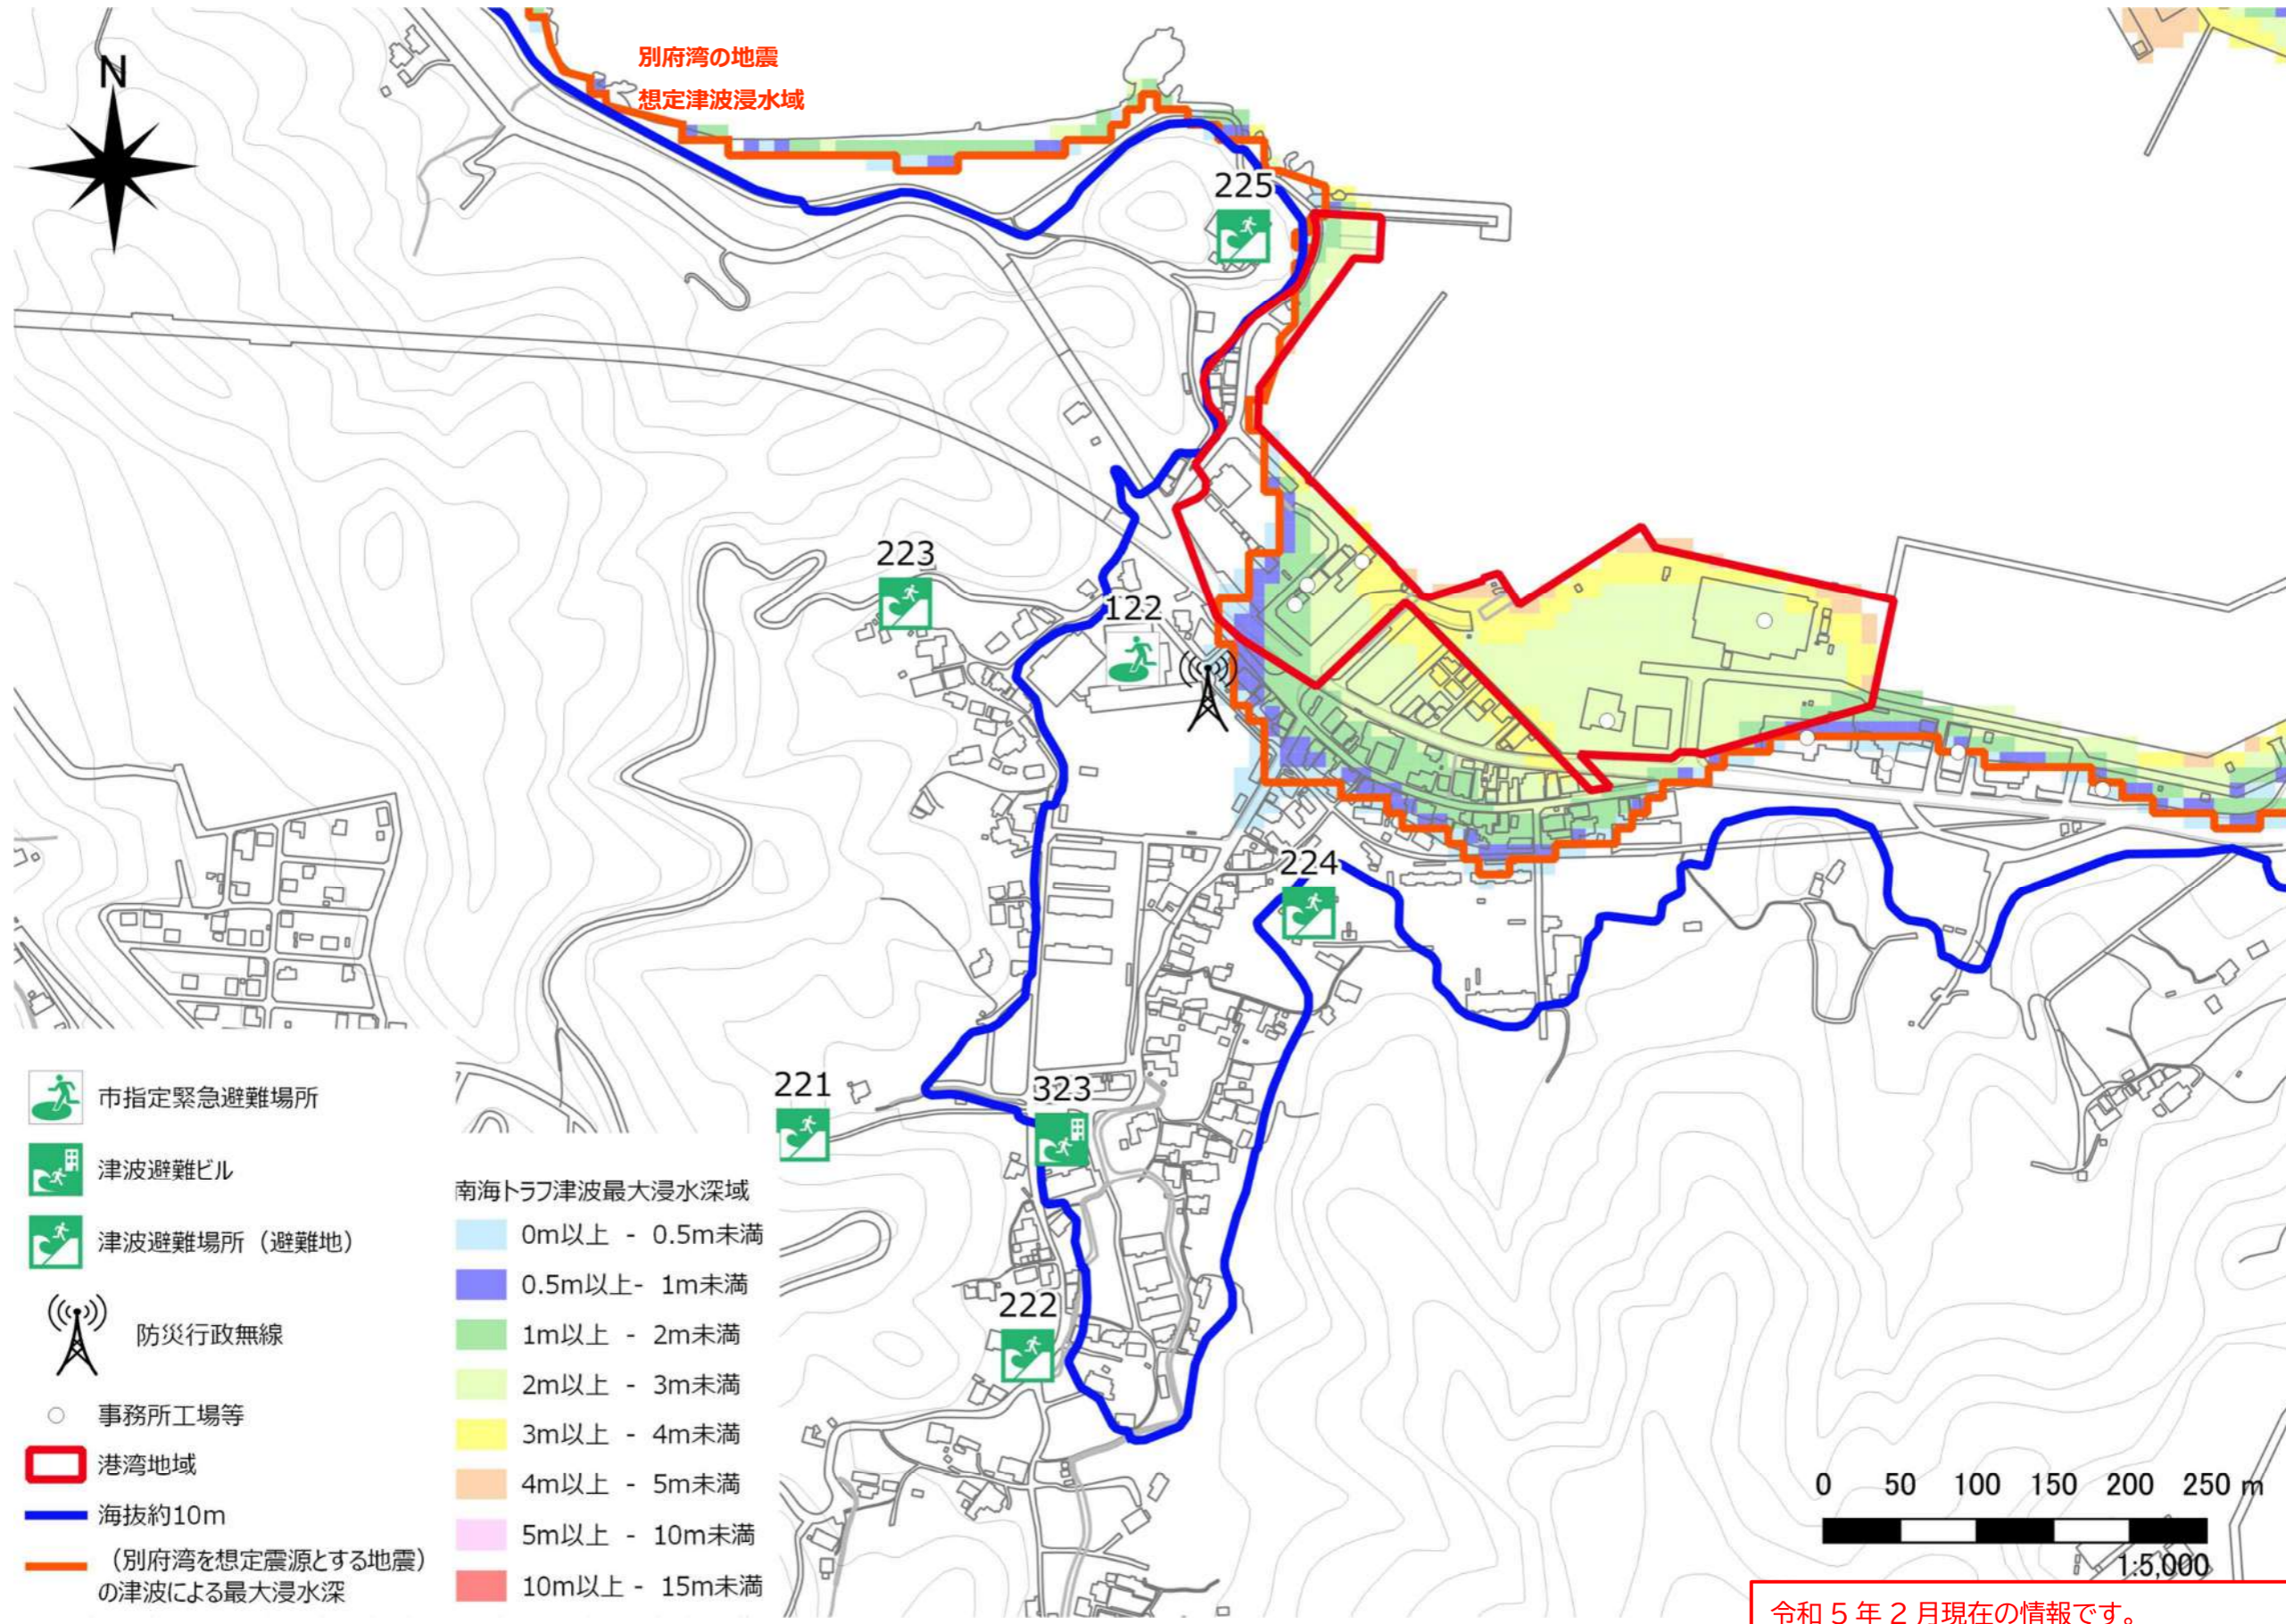 別府湾の地震
想定津波浸水域
N
225
223
122
224
221
323
222
市指定緊急避難場所
津波避難ビル
津波避難場所（避難地）
防災行政無線
事務所工場等
港湾地域
海抜約10m
（別府湾を想定震源とする地震）
の津波による最大浸水深
南海トラフ津波最大浸水深域
0m以上 - 0.5m未満
0.5m以上- 1m未満
1m以上 - 2m未満
2m以上 - 3m未満
3m以上 - 4m未満
4m以上 - 5m未満
5m以上 - 10m未満
10m以上 - 15m未満
0 50 100 150 200 250 m
1:5,000
令和５年２月現在の情報です。